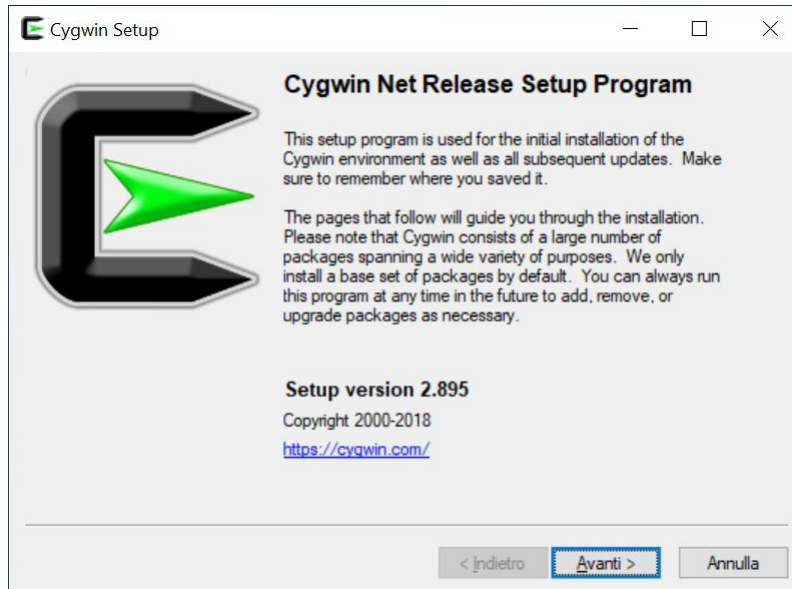 Cygwin Setup
Cygwin Net Release Setup Program
This setup program is used for the initial installation of the
Cygwin environment as well as all subsequent updates.  Make
sure to remember where you saved it.
The pages that follow will guide you through the installation.
Please note that Cygwin consists of a large number of
packages spanning a wide variety of purposes.  We only
install a base set of packages by default.  You can always run
this program at any time in the future to add, remove, or
upgrade packages as necessary.
Setup version 2.895
Copyright 2000-2018
https://cygwin.com/
< Indietro
Avanti >
Annulla